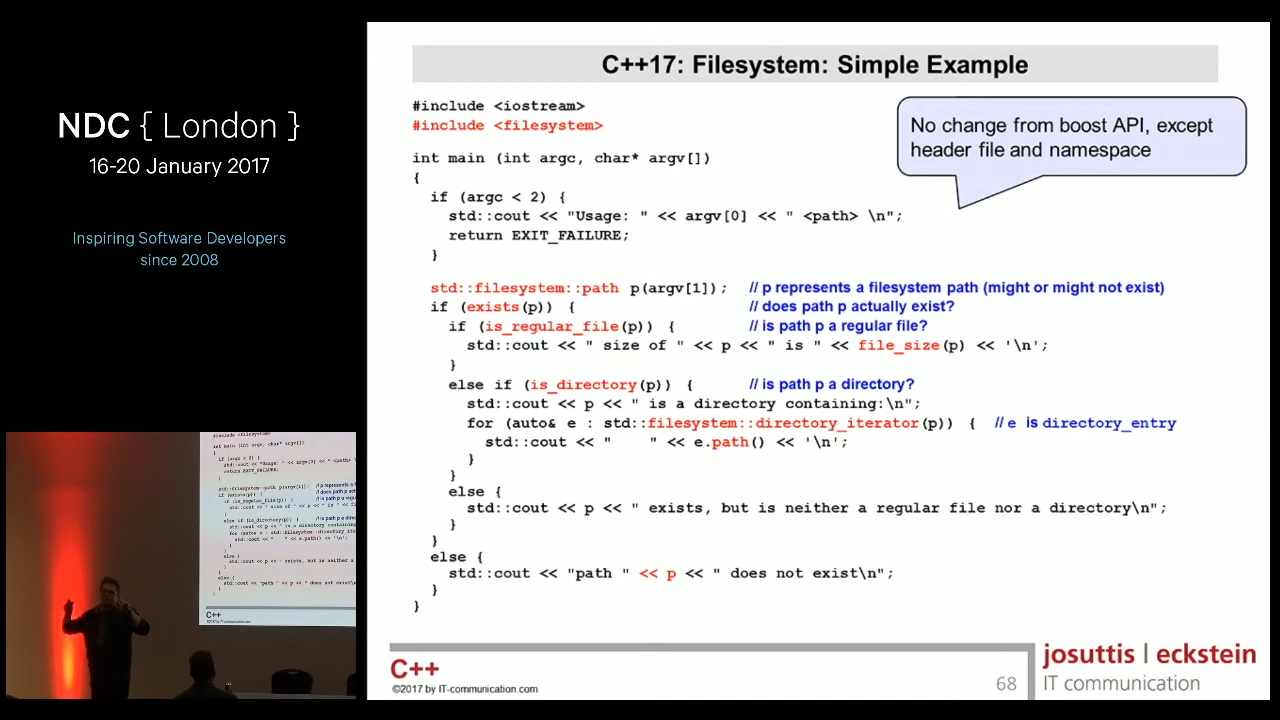 NDC { London }
16-20 January 2017
Inspiring Software Developers
since 2008
C++17: Filesystem: Simple Example
No change from boost API, except
header file and namespace
#include <iostream>
#include <filesystem>
int main (int argc, char* argv[])
{
if (argc < 2) {
std::cout << "Usage: " << argv[0] << " <path> \n";
return EXIT_FAILURE;
}
std::filesystem::path p(argv[1]); // p represents a filesystem path (might or might not exist)
if (exists(p)) { // does path p actually exist?
if (is_regular_file(p)) { // is path p a regular file?
std::cout << " size of " << p << " is " << file_size(p) << '\n';
}
else if (is_directory(p)) { // is path p a directory?
std::cout << p << " is a directory containing:\n";
for (auto& e : std::filesystem::directory_iterator(p)) { // e is directory_entry
std::cout << "    " << e.path() << '\n';
}
}
else {
std::cout << p << " exists, but is neither a regular file nor a directory\n";
}
}
else {
std::cout << "path " << p << " does not exist\n";
}
}
C++
©2017 by IT-communication.com
68
josuttis | eckstein
IT communication